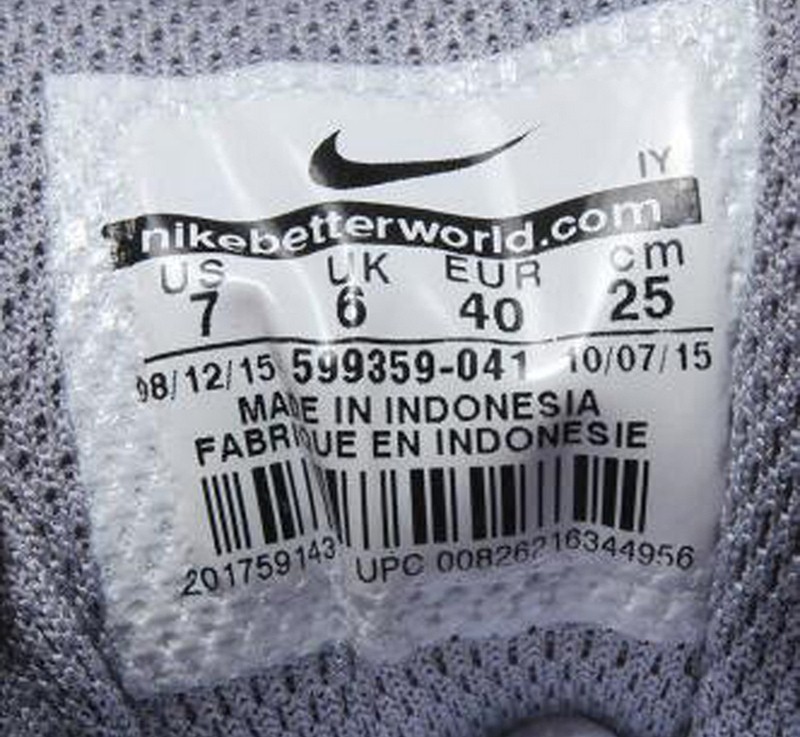 IY
nikebetterworld.com
US UK EUR cm
7 6 40 25
08/12/15 599359-041 10/07/15
MADE IN INDONESIA
FABRIQUE EN INDONESIE
201759143 UPC 00826216344956